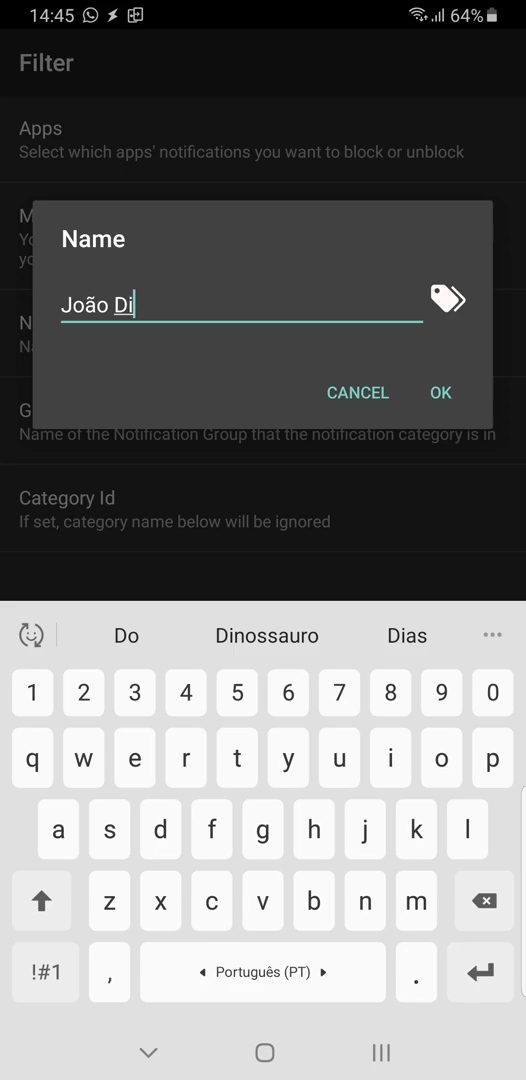 14:45 64%
Filter
Apps
Select which apps' notifications you want to block or unblock
M
Yo
yo
Name
João Di
N
Na
CANCEL OK
G
Name of the Notification Group that the notification category is in
Category Id
If set, category name below will be ignored
Do Dinossauro Dias
1 2 3 4 5 6 7 8 9 0
q w e r t y u i o p
a s d f g h j k l
z x c v b n m
!#1 , Português (PT) .